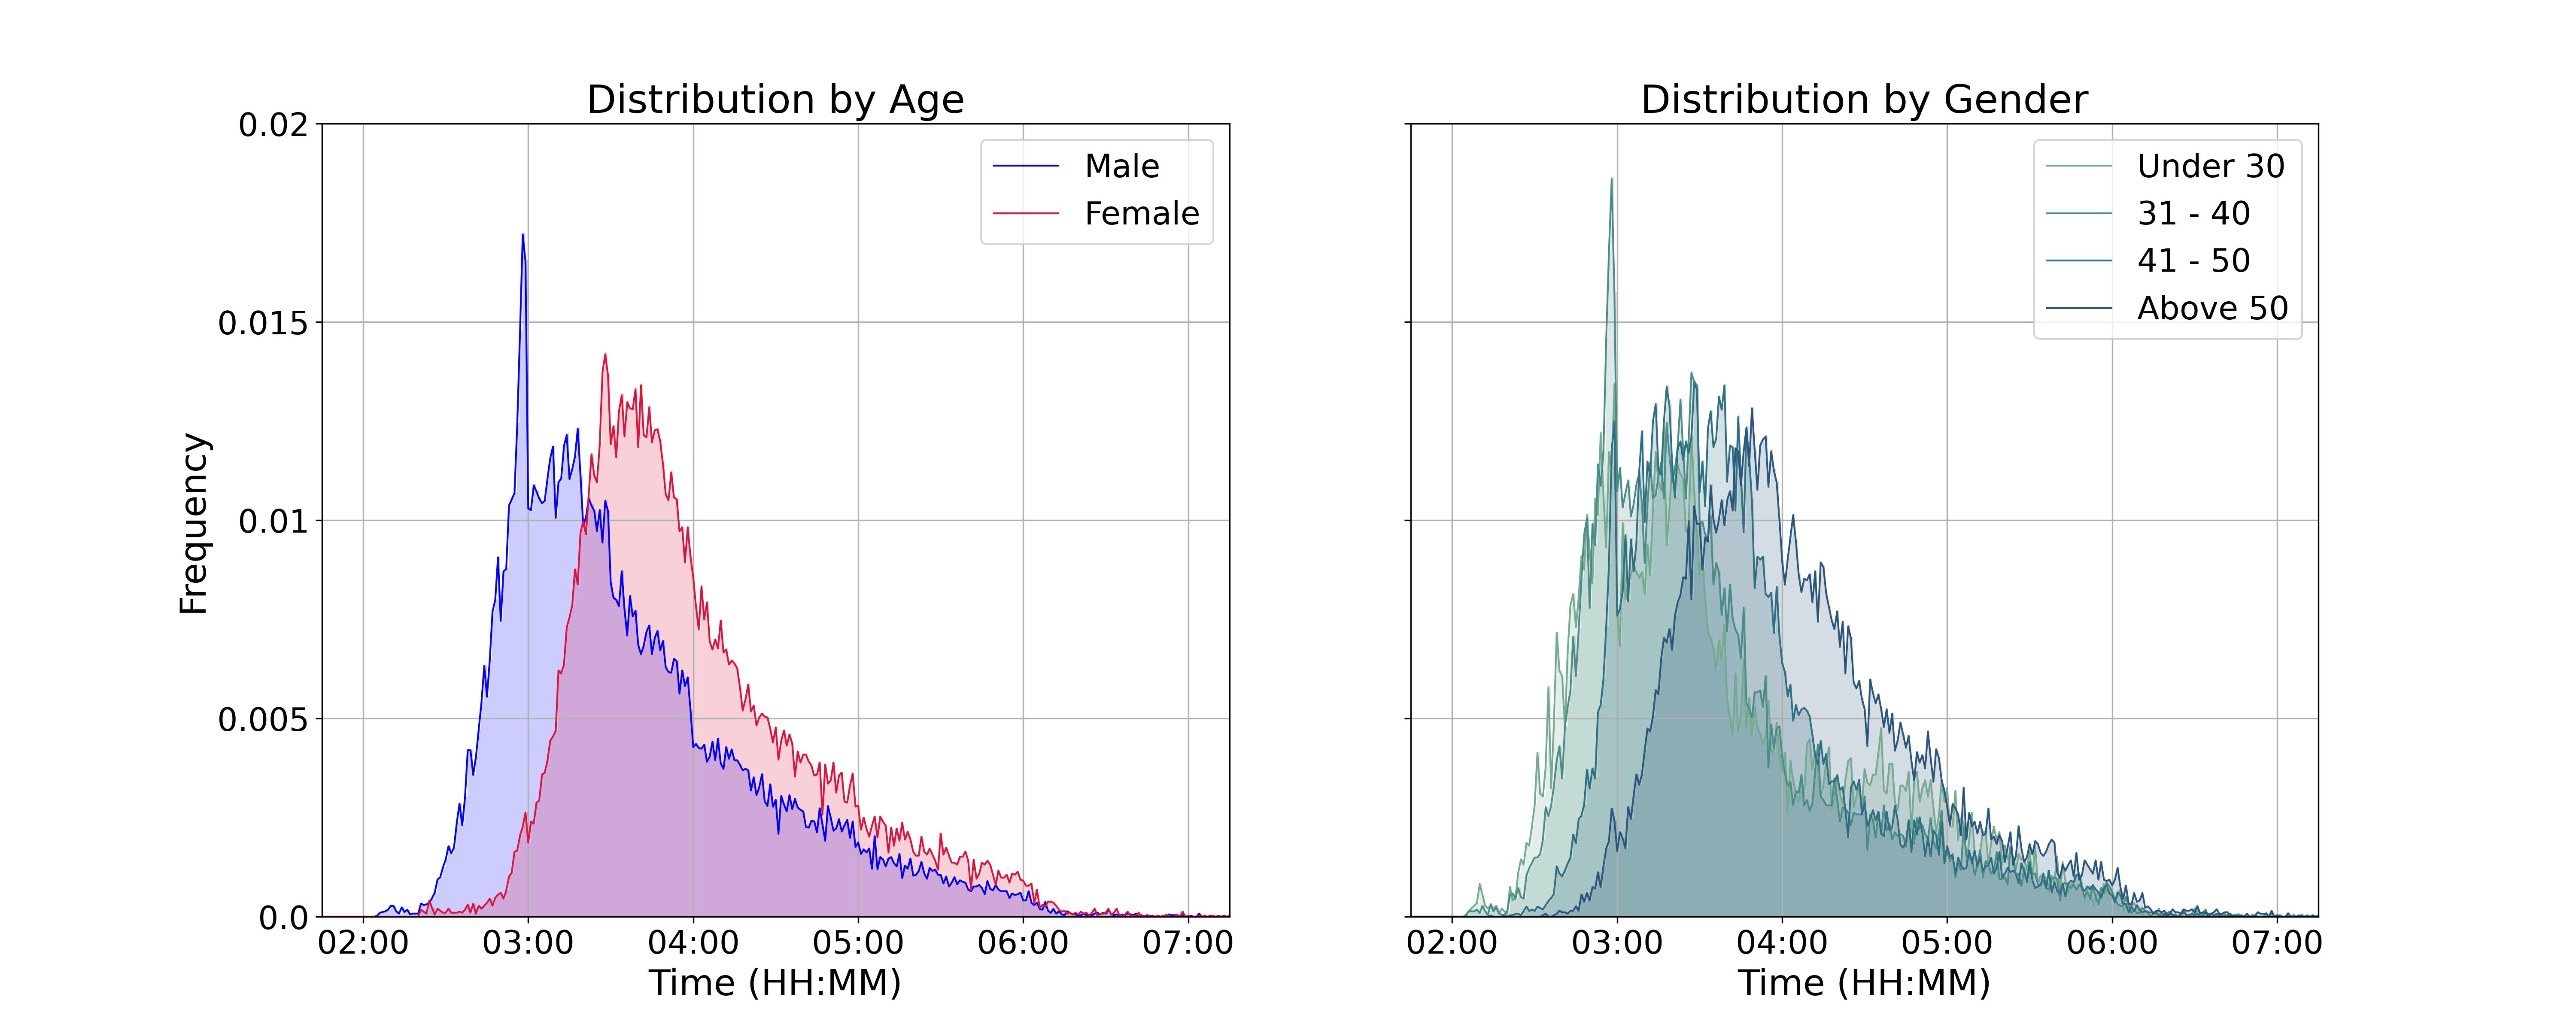 Distribution by Age
Frequency
0.02
0.015
0.01
0.005
0.0
02:00 03:00 04:00 05:00 06:00 07:00
Time (HH:MM)
Male
Female
Distribution by Gender
02:00 03:00 04:00 05:00 06:00 07:00
Time (HH:MM)
Under 30
31 - 40
41 - 50
Above 50